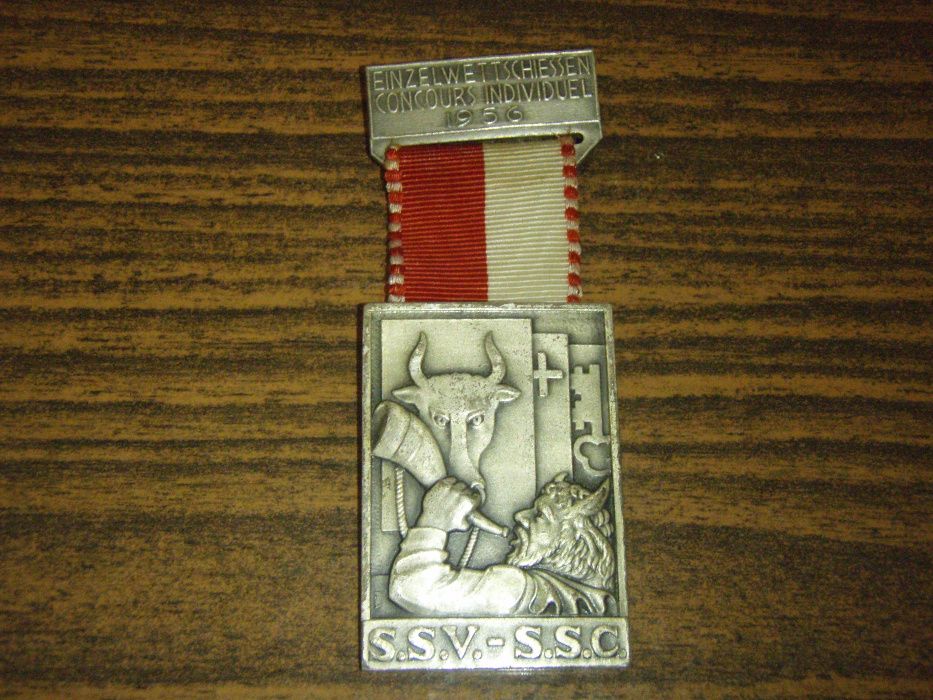 EINZELWETTSCHIESSEN
CONCOURS INDIVIDUEL
1956
S.S.V.-S.S.C.